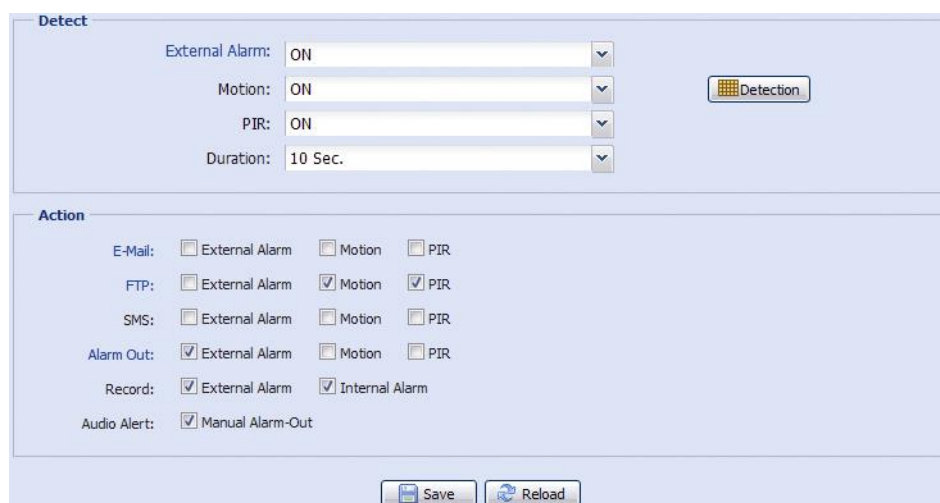 Detect
External Alarm: ON
Motion: ON Detection
PIR: ON
Duration: 10 Sec.
Action
E-Mail: External Alarm Motion PIR
FTP: External Alarm Motion PIR
SMS: External Alarm Motion PIR
Alarm Out: External Alarm Motion PIR
Record: External Alarm Internal Alarm
Audio Alert: Manual Alarm-Out
Save Reload